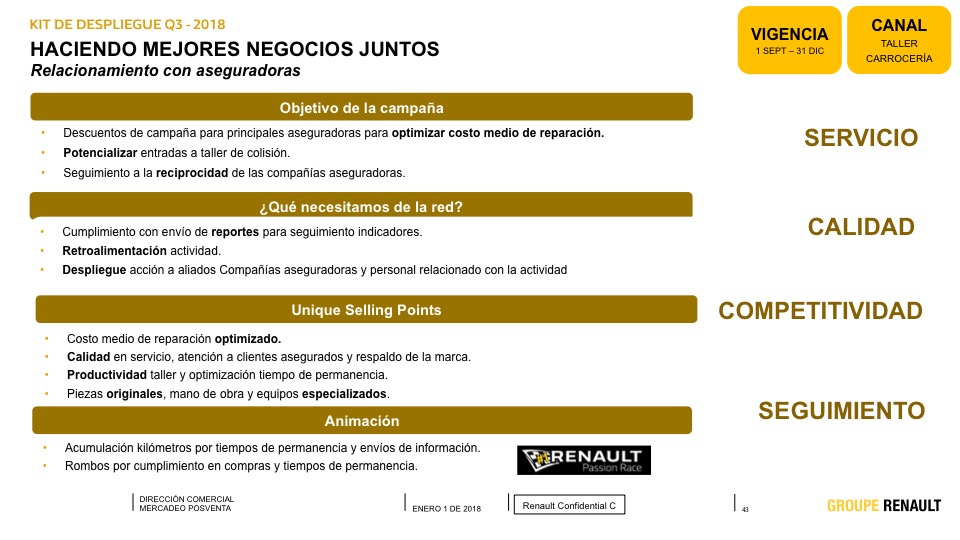 KIT DE DESPLIEGUE Q3 - 2018
HACIENDO MEJORES NEGOCIOS JUNTOS
Relacionamiento con aseguradoras
VIGENCIA
1 SEPT – 31 DIC
CANAL
TALLER
CARROCERÍA
Objetivo de la campaña
• Descuentos de campaña para principales aseguradoras para optimizar costo medio de reparación.
• Potencializar entradas a taller de colisión.
• Seguimiento a la reciprocidad de las compañías aseguradoras.
¿Qué necesitamos de la red?
• Cumplimiento con envío de reportes para seguimiento indicadores.
• Retroalimentación actividad.
• Despliegue acción a aliados Compañías aseguradoras y personal relacionado con la actividad
Unique Selling Points
• Costo medio de reparación optimizado.
• Calidad en servicio, atención a clientes asegurados y respaldo de la marca.
• Productividad taller y optimización tiempo de permanencia.
• Piezas originales, mano de obra y equipos especializados.
Animación
• Acumulación kilómetros por tiempos de permanencia y envíos de información.
• Rombos por cumplimiento en compras y tiempos de permanencia.
RENAULT
Passion Race
SERVICIO
CALIDAD
COMPETITIVIDAD
SEGUIMIENTO
DIRECCIÓN COMERCIAL
MERCADEO POSVENTA
ENERO 1 DE 2018
Renault Confidential C
43
GROUPE RENAULT